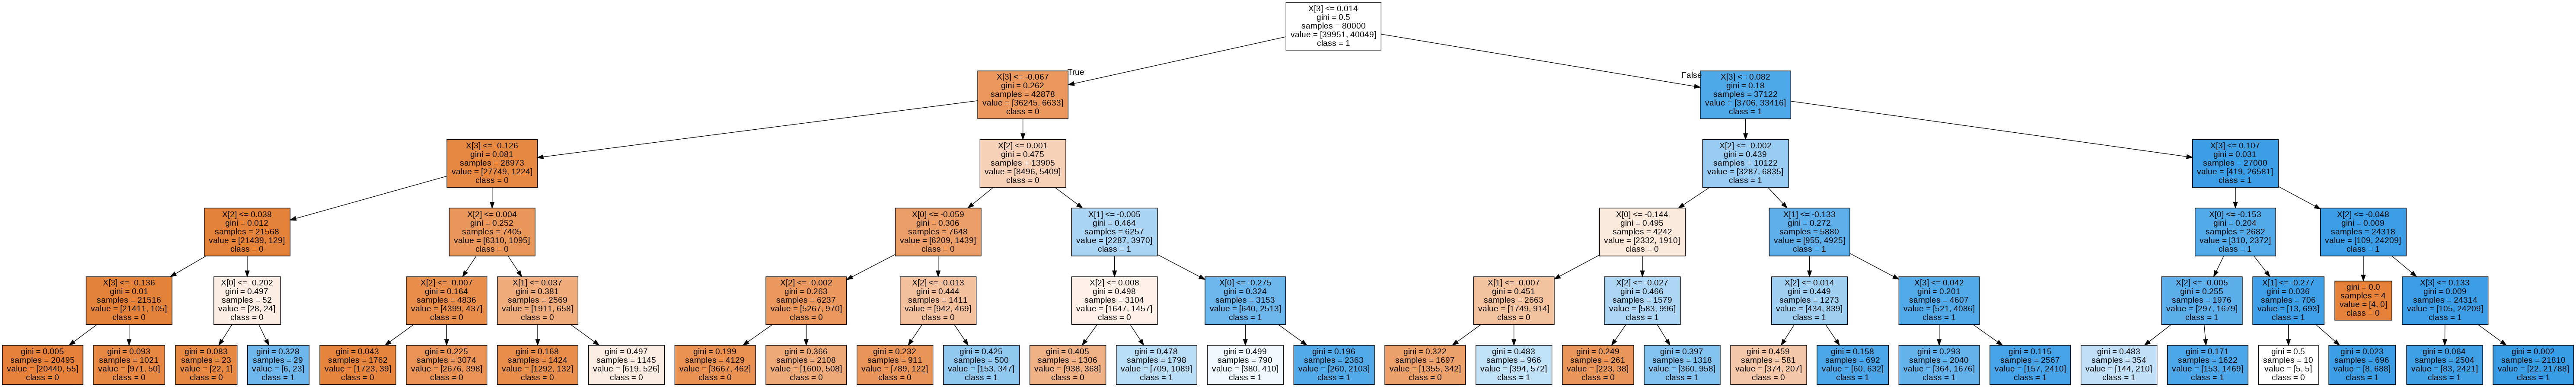 X[3] <= 0.014
gini = 0.5
samples = 80000
value = [39951, 40049]
class = 1
True
False
X[3] <= -0.067
gini = 0.262
samples = 42878
value = [36245, 6633]
class = 0
X[3] <= 0.082
gini = 0.18
samples = 37122
value = [3706, 33416]
class = 1
X[3] <= -0.126
gini = 0.081
samples = 28973
value = [27749, 1224]
class = 0
X[2] <= 0.001
gini = 0.475
samples = 13905
value = [8496, 5409]
class = 0
X[2] <= -0.002
gini = 0.439
samples = 10122
value = [3287, 6835]
class = 1
X[3] <= 0.107
gini = 0.031
samples = 27000
value = [419, 26581]
class = 1
X[2] <= 0.038
gini = 0.012
samples = 21568
value = [21439, 129]
class = 0
X[2] <= 0.004
gini = 0.252
samples = 7405
value = [6310, 1095]
class = 0
X[0] <= -0.059
gini = 0.306
samples = 7648
value = [6209, 1439]
class = 0
X[1] <= -0.005
gini = 0.464
samples = 6257
value = [2287, 3970]
class = 1
X[0] <= -0.144
gini = 0.495
samples = 4242
value = [2332, 1910]
class = 0
X[1] <= -0.133
gini = 0.272
samples = 5880
value = [955, 4925]
class = 1
X[0] <= -0.153
gini = 0.204
samples = 2682
value = [310, 2372]
class = 1
X[2] <= -0.048
gini = 0.009
samples = 24318
value = [109, 24209]
class = 1
X[3] <= -0.136
gini = 0.01
samples = 21516
value = [21411, 105]
class = 0
X[0] <= -0.202
gini = 0.497
samples = 52
value = [28, 24]
class = 0
X[2] <= -0.007
gini = 0.164
samples = 4836
value = [4399, 437]
class = 0
X[1] <= 0.037
gini = 0.381
samples = 2569
value = [1911, 658]
class = 0
X[2] <= -0.002
gini = 0.263
samples = 6237
value = [5267, 970]
class = 0
X[2] <= -0.013
gini = 0.444
samples = 1411
value = [942, 469]
class = 0
X[2] <= 0.008
gini = 0.498
samples = 3104
value = [1647, 1457]
class = 0
X[0] <= -0.275
gini = 0.324
samples = 3153
value = [640, 2513]
class = 1
X[1] <= -0.007
gini = 0.451
samples = 2663
value = [1749, 914]
class = 0
X[2] <= -0.027
gini = 0.466
samples = 1579
value = [583, 996]
class = 1
X[2] <= 0.014
gini = 0.449
samples = 1273
value = [434, 839]
class = 1
X[3] <= 0.042
gini = 0.201
samples = 4607
value = [521, 4086]
class = 1
X[2] <= -0.005
gini = 0.255
samples = 1976
value = [297, 1679]
class = 1
X[1] <= -0.277
gini = 0.036
samples = 706
value = [13, 693]
class = 1
gini = 0.0
samples = 4
value = [4, 0]
class = 0
X[3] <= 0.133
gini = 0.009
samples = 24314
value = [105, 24209]
class = 1
gini = 0.005
samples = 20495
value = [20440, 55]
class = 0
gini = 0.093
samples = 1021
value = [971, 50]
class = 0
gini = 0.083
samples = 23
value = [22, 1]
class = 0
gini = 0.328
samples = 29
value = [6, 23]
class = 1
gini = 0.043
samples = 1762
value = [1723, 39]
class = 0
gini = 0.225
samples = 3074
value = [2676, 398]
class = 0
gini = 0.168
samples = 1424
value = [1292, 132]
class = 0
gini = 0.497
samples = 1145
value = [619, 526]
class = 0
gini = 0.199
samples = 4129
value = [3667, 462]
class = 0
gini = 0.366
samples = 2108
value = [1600, 508]
class = 0
gini = 0.232
samples = 911
value = [789, 122]
class = 0
gini = 0.425
samples = 500
value = [153, 347]
class = 1
gini = 0.405
samples = 1306
value = [938, 368]
class = 0
gini = 0.478
samples = 1798
value = [709, 1089]
class = 1
gini = 0.499
samples = 790
value = [380, 410]
class = 1
gini = 0.196
samples = 2363
value = [260, 2103]
class = 1
gini = 0.322
samples = 1697
value = [1355, 342]
class = 0
gini = 0.483
samples = 966
value = [394, 572]
class = 1
gini = 0.249
samples = 261
value = [223, 38]
class = 0
gini = 0.397
samples = 1318
value = [360, 958]
class = 1
gini = 0.459
samples = 581
value = [374, 207]
class = 0
gini = 0.158
samples = 692
value = [60, 632]
class = 1
gini = 0.293
samples = 2040
value = [364, 1676]
class = 1
gini = 0.115
samples = 2567
value = [157, 2410]
class = 1
gini = 0.483
samples = 354
value = [144, 210]
class = 1
gini = 0.171
samples = 1622
value = [153, 1469]
class = 1
gini = 0.5
samples = 10
value = [5, 5]
class = 0
gini = 0.023
samples = 696
value = [8, 688]
class = 1
gini = 0.064
samples = 2504
value = [83, 2421]
class = 1
gini = 0.002
samples = 21810
value = [22, 21788]
class = 1